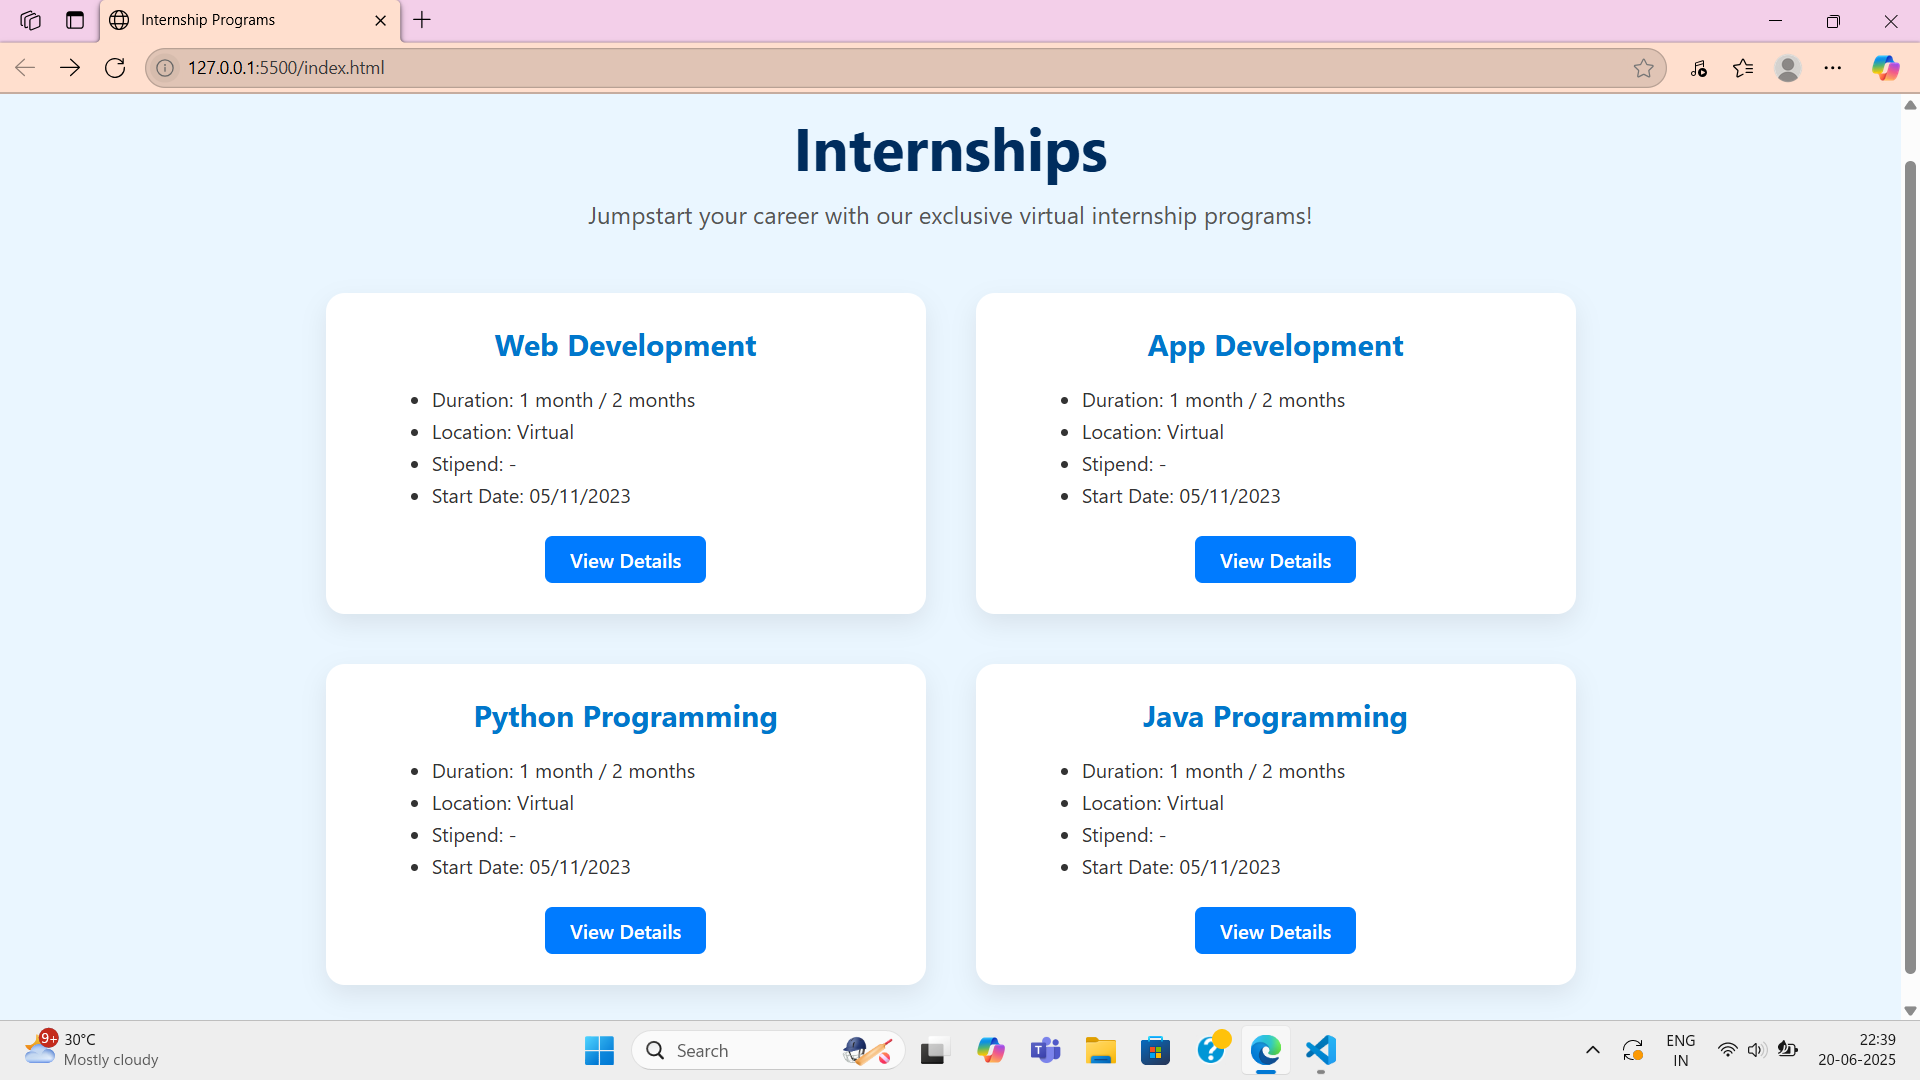 Internship Programs
127.0.0.1:5500/index.html
Internships
Jumpstart your career with our exclusive virtual internship programs!
Web Development
• Duration: 1 month / 2 months
• Location: Virtual
• Stipend: -
• Start Date: 05/11/2023
View Details
App Development
• Duration: 1 month / 2 months
• Location: Virtual
• Stipend: -
• Start Date: 05/11/2023
View Details
Python Programming
• Duration: 1 month / 2 months
• Location: Virtual
• Stipend: -
• Start Date: 05/11/2023
View Details
Java Programming
• Duration: 1 month / 2 months
• Location: Virtual
• Stipend: -
• Start Date: 05/11/2023
View Details
9+
30°C
Mostly cloudy
Search
ENG
IN
22:39
20-06-2025